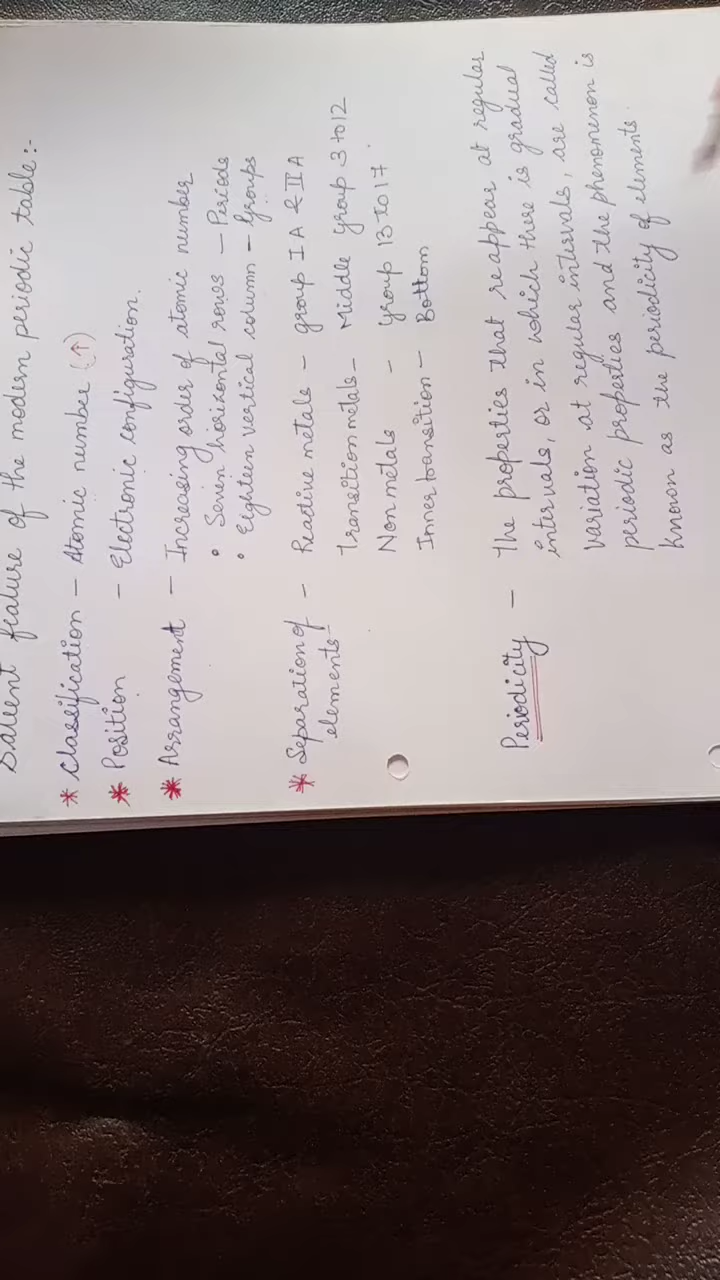 Salient feature of the modern periodic table:-
* Classification - Atomic number (↑)
* Position - Electronic configuration.
* Arrangement - Increasing order of atomic number
• Seven horizontal rows - Periods
• Eighteen vertical column - Groups
* Separation of elements - Reactive metals - group IA & IIA
Transition metals - Middle group 3 to 12
Non metals - group 13 to 17.
Inner transition - Bottom
Periodicity - The properties that reappear at regular
intervals, or in which there is gradual
variation at regular intervals, are called
periodic properties and the phenomenon is
known as the periodicity of elements.